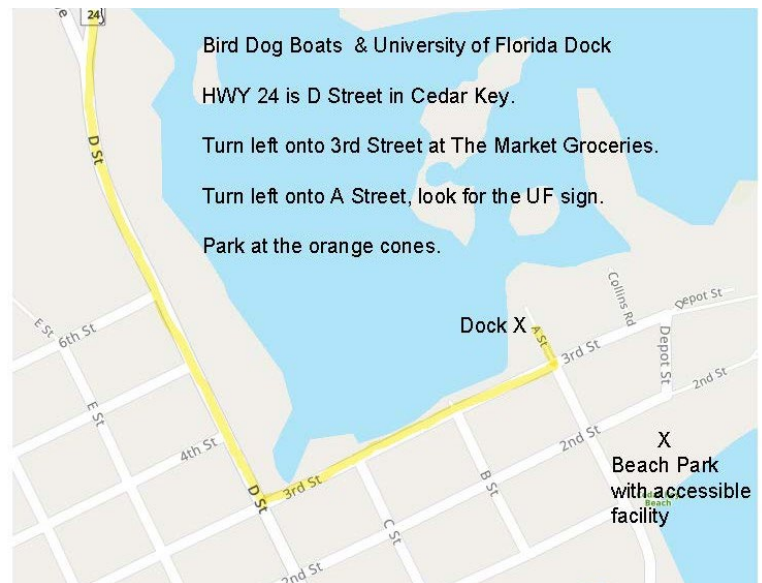 24
Bird Dog Boats & University of Florida Dock
HWY 24 is D Street in Cedar Key.
Turn left onto 3rd Street at The Market Groceries.
Turn left onto A Street, look for the UF sign.
Park at the orange cones.
D St
E St
6th St
E St
4th St
D St
3rd St
C St
2nd St
B St
2nd St
Dock X
A St
3rd St
Collins Rd
Depot St
Depot St
2nd St
X
Beach Park
with accessible
facility
Beach